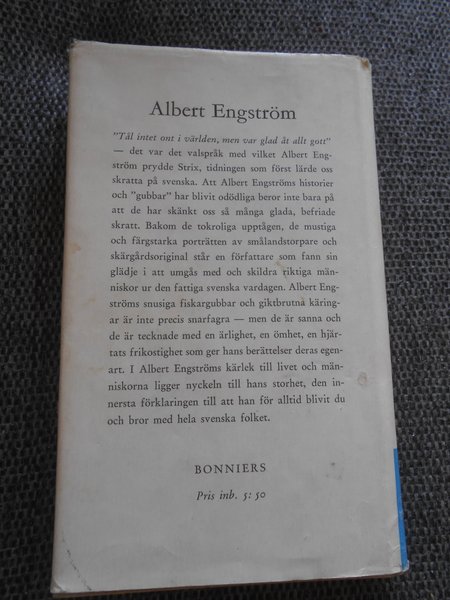 Albert Engström
"Tål intet ont i världen, men var glad åt allt gott"
— det var det valspråk med vilket Albert Eng-
ström prydde Strix, tidningen som först lärde oss
skratta på svenska. Att Albert Engströms historier
och "gubbar" har blivit odödliga beror inte bara på
att de har skänkt oss så många glada, befriade
skratt. Bakom de tokroliga upptågen, de mustiga
och färgstarka porträtten av smålandstorpare och
skärgårdsoriginal står en författare som fann sin
glädje i att umgås med och skildra riktiga män-
niskor ur den fattiga svenska vardagen. Albert Eng-
ströms snusiga fiskargubbar och giktbrutna käring-
ar är inte precis snarfagra — men de är sanna och
de är tecknade med en ärlighet, en ömhet, en hjär-
tats frikostighet som ger hans berättelser deras egen-
art. I Albert Engströms kärlek till livet och män-
niskorna ligger nyckeln till hans storhet, den in-
nersta förklaringen till att han för alltid blivit du
och bror med hela svenska folket.
BONNIERS
Pris inb. 5:50